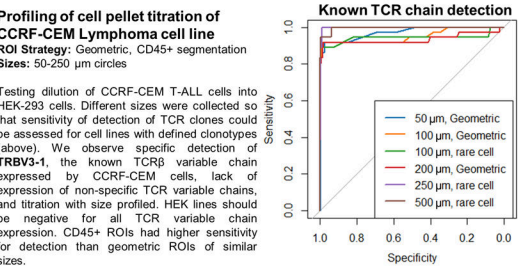 Profiling of cell pellet titration of
CCRF-CEM Lymphoma cell line
ROI Strategy: Geometric, CD45+ segmentation
Sizes: 50-250 µm circles
Testing dilution of CCRF-CEM T-ALL cells into
HEK-293 cells. Different sizes were collected so
that sensitivity of detection of TCR clones could
be assessed for cell lines with defined clonotypes
(above). We observe specific detection of
TRBV3-1, the known TCRβ variable chain
expressed by CCRF-CEM cells, lack of
expression of non-specific TCR variable chains,
and titration with size profiled. HEK lines should
be negative for all TCR variable chain
expression. CD45+ ROIs had higher sensitivity
for detection than geometric ROIs of similar
sizes.
Known TCR chain detection
Sensitivity
1.0
0.8
0.6
0.4
0.2
0.0
50 µm, Geometric
100 µm, Geometric
100 µm, rare cell
200 µm, Geometric
250 µm, rare cell
500 µm, rare cell
1.0 0.8 0.6 0.4 0.2 0.0
Specificity